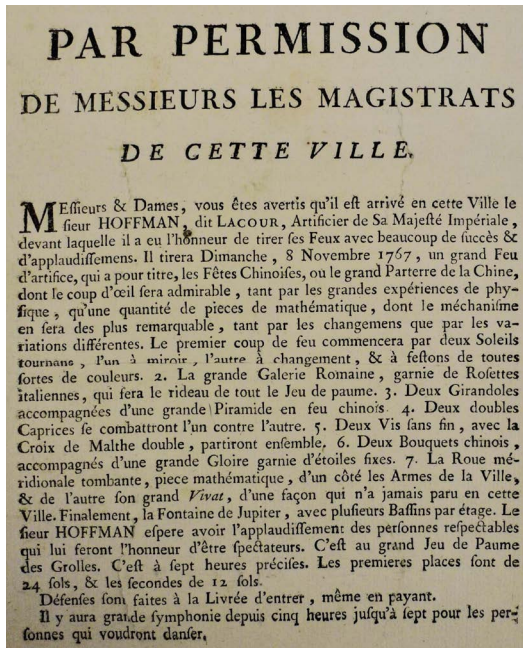 PAR PERMISSION
DE MESSIEURS LES MAGISTRATS
DE CETTE VILLE.
MEſſieurs & Dames, vous êtes avertis qu'il eſt arrivé en cette Ville le
ſieur HOFFMAN, dit LACOUR, Artificier de Sa Majeſté Impériale,
devant laquelle il a eu l'honneur de tirer ſes Feux avec beaucoup de ſuccès &
d'applaudiſſemens. Il tirera Dimanche, 8 Novembre 1767, un grand Feu
d'artifice, qui a pour titre, les Fêtes Chinoiſes, ou le grand Parterre de la Chine,
dont le coup d'œil ſera admirable, tant par les grandes expériences de phy-
ſique, qu'une quantité de pieces de mathématique, dont le méchaniſme
en ſera des plus remarquable, tant par les changemens que par les va-
riations différentes. Le premier coup de feu commencera par deux Soleils
tournans, l'un à miroir, l'autre à changement, & à feſtons de toutes
ſortes de couleurs. 2. La grande Galerie Romaine, garnie de Roſettes
italiennes, qui fera le rideau de tout le Jeu de paume. 3. Deux Girandoles
accompagnées d'une grande Piramide en feu chinois. 4. Deux doubles
Caprices ſe combattront l'un contre l'autre. 5. Deux Vis ſans fin, avec la
Croix de Malthe double, partiront enſemble. 6. Deux Bouquets chinois,
accompagnés d'une grande Gloire garnie d'étoiles fixes. 7. La Roue mé-
ridionale tombante, piece mathématique, d'un côté les Armes de la Ville,
& de l'autre ſon grand Vivat, d'une façon qui n'a jamais paru en cette
Ville. Finalement, la Fontaine de Jupiter, avec pluſieurs Baſſins par étage. Le
ſieur HOFFMAN eſpere avoir l'applaudiſſement des perſonnes reſpectables
qui lui feront l'honneur d'être ſpectateurs. C'eſt au grand Jeu de Paume
des Grolles. C'eſt à ſept heures préciſes. Les premieres places ſont de
24 ſols, & les ſecondes de 12 ſols.
Défenſes ſont faites à la Livrée d'entrer, même en payant.
Il y aura grande ſymphonie depuis cinq heures juſqu'à ſept pour les per-
ſonnes qui voudront danſer.